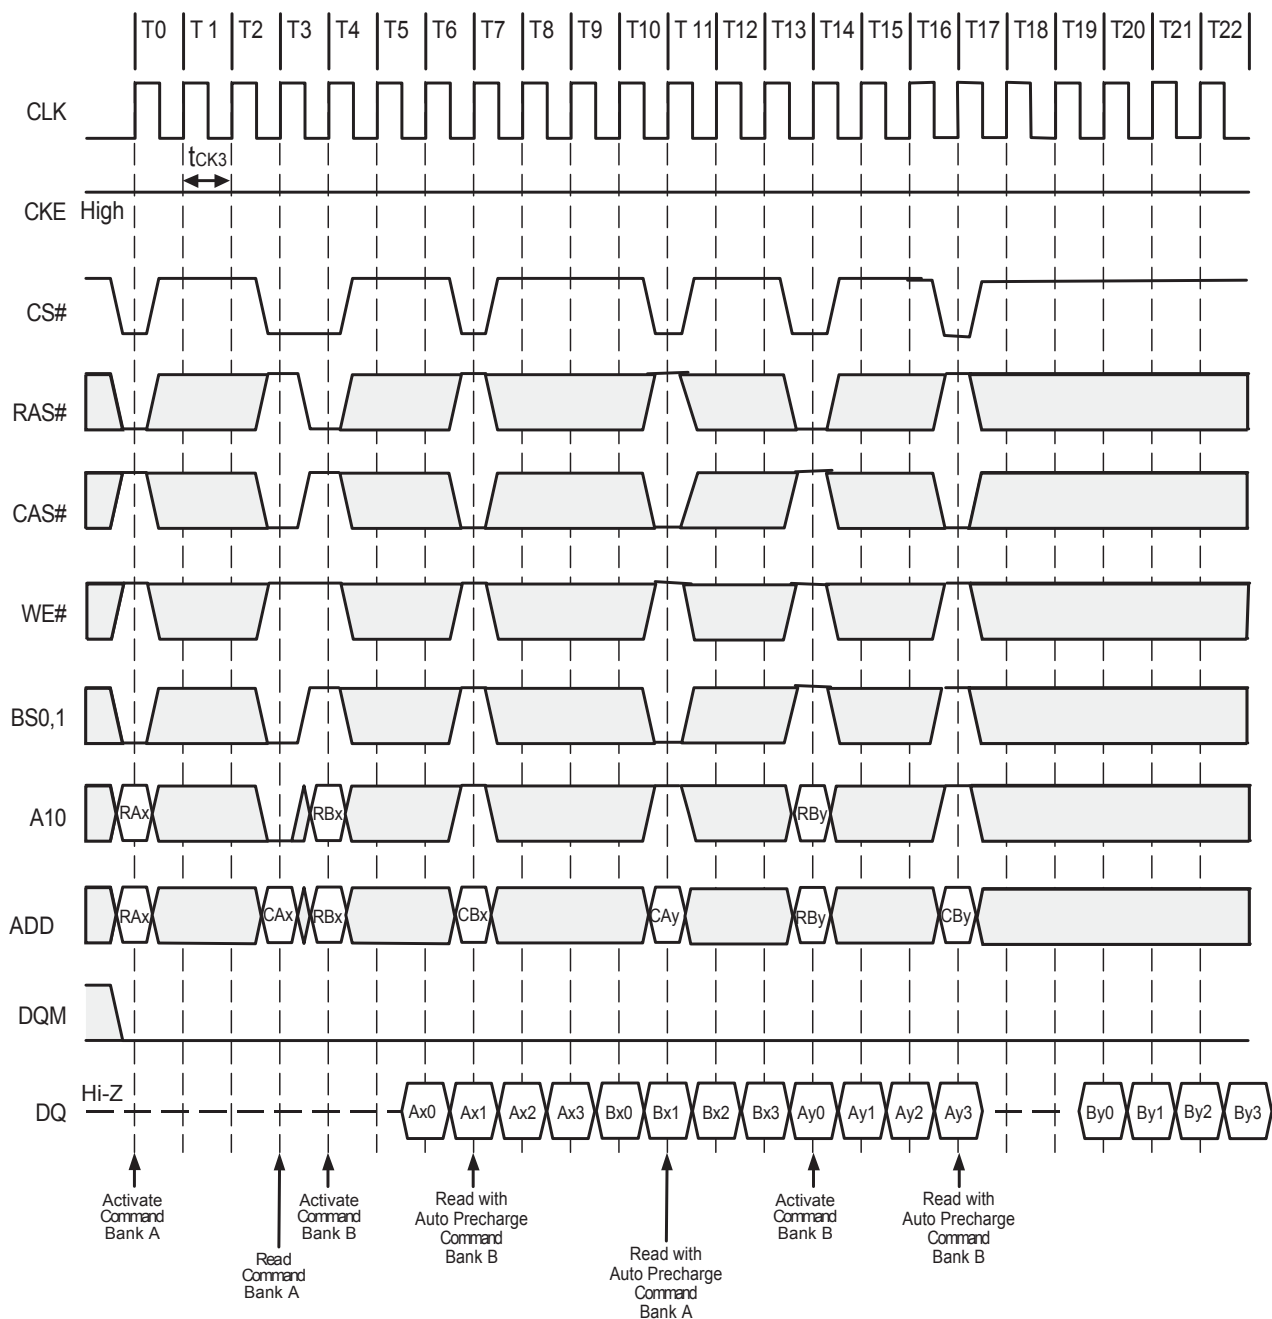 T0 T 1 T2 T3 T4 T5 T6 T7 T8 T9 T10 T 11 T12 T13 T14 T15 T16 T17 T18 T19 T20 T21 T22
CLK
tCK3
CKE High
CS#
RAS#
CAS#
WE#
BS0,1
A10 RAx RBx RBy
ADD RAx CAx RBx CBx CAy RBy CBy
DQM
Hi-Z
DQ Ax0 Ax1 Ax2 Ax3 Bx0 Bx1 Bx2 Bx3 Ay0 Ay1 Ay2 Ay3 By0 By1 By2 By3
Activate
Command
Bank A
Read
Command
Bank A
Activate
Command
Bank B
Read with
Auto Precharge
Command
Bank B
Read with
Auto Precharge
Command
Bank A
Activate
Command
Bank B
Read with
Auto Precharge
Command
Bank B